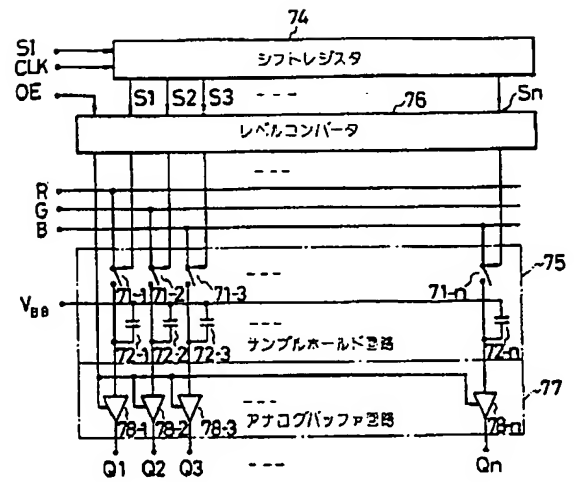 74
S1
CLK
シフトレジスタ
OE
S1 S2 S3 --- 76 Sn
レベルコンバータ
---
R
G
B
---
75
71-1 71-2 71-3 71-n
VBB
---
72-1 72-2 72-3 サンプルホールド回路 72-n
77
---
78-1 78-2 78-3 アナログバッファ回路 78-n
Q1 Q2 Q3 --- Qn